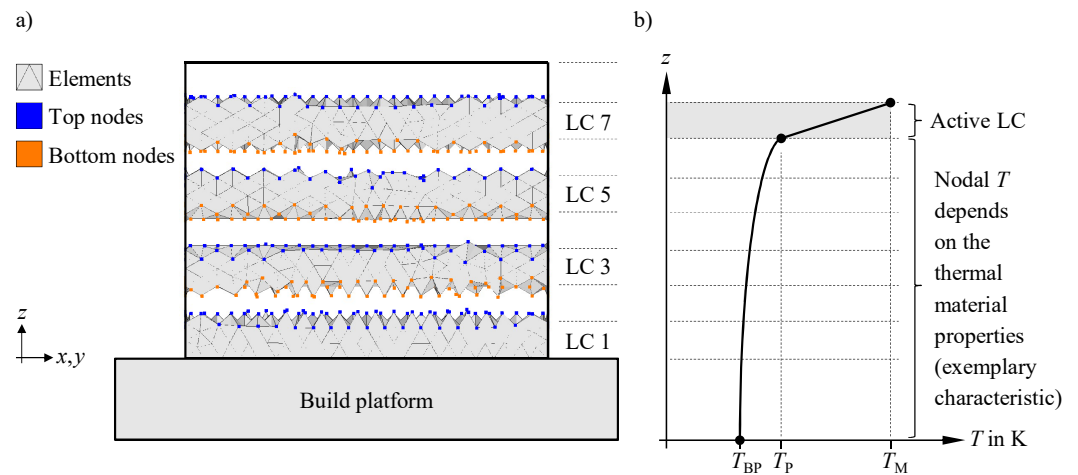 a)
Elements
Top nodes
Bottom nodes
LC 7
LC 5
LC 3
LC 1
z
x,y
Build platform
b)
z
Active LC
Nodal T
depends
on the
thermal
material
properties
(exemplary
characteristic)
T in K
T_BP
T_P
T_M